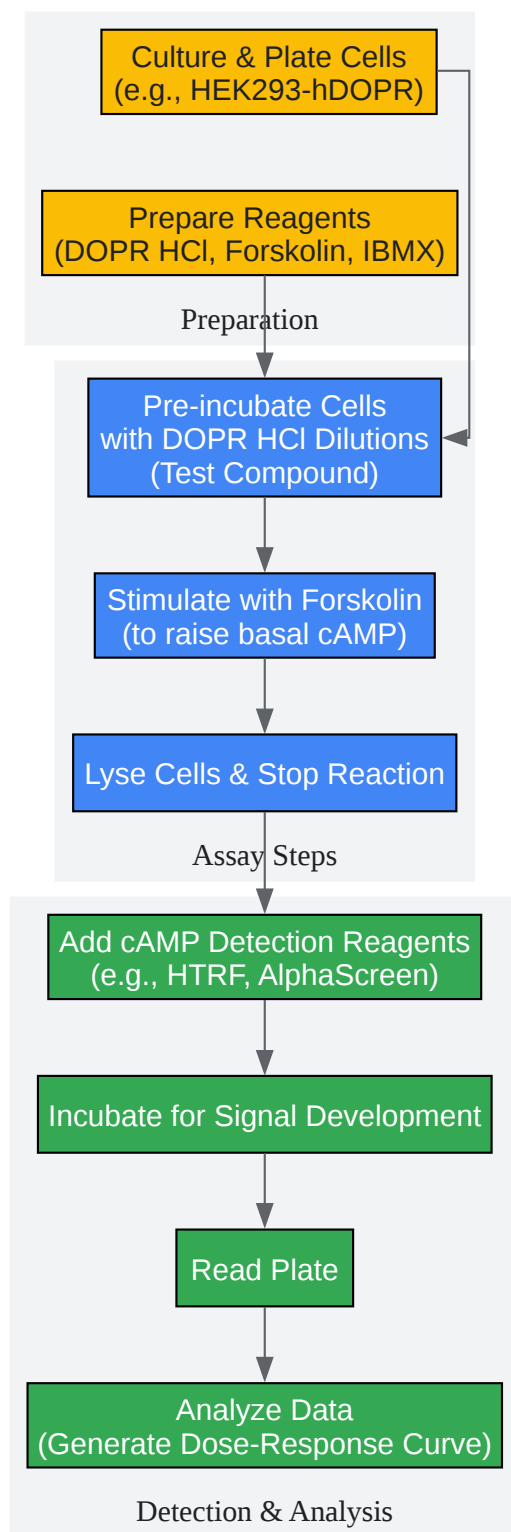 Culture & Plate Cells
(e.g., HEK293-hDOPR)
Prepare Reagents
(DOPR HCl, Forskolin, IBMX)
Preparation
Pre-incubate Cells
with DOPR HCl Dilutions
(Test Compound)
Stimulate with Forskolin
(to raise basal cAMP)
Lyse Cells & Stop Reaction
Assay Steps
Add cAMP Detection Reagents
(e.g., HTRF, AlphaScreen)
Incubate for Signal Development
Read Plate
Analyze Data
(Generate Dose-Response Curve)
Detection & Analysis